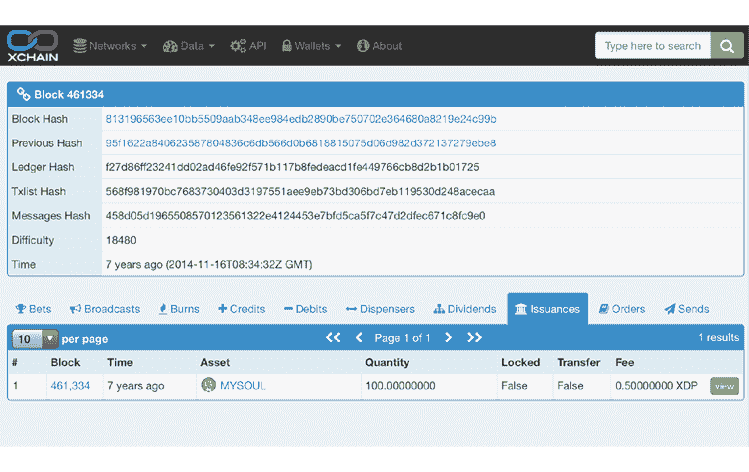 XCHAIN Networks Data API Wallets About Type here to search
Block 461334
Block Hash 813196563ee10bb5509aab348ee984edb2890be750702e364680a8219e24c99b
Previous Hash 95f1622a840623587804836c6db566d0b6818815075d06d982d372137279ebe8
Ledger Hash f27d86ff23241dd02ad46fe92f571b117b8fedeacd1fe449766cb8d2b1b01725
Txlist Hash 568f981970bc7683730403d3197551aee9eb73bd306bd7eb119530d248acecaa
Messages Hash 458d05d1965508570123561322e4124453e7bfd5ca5f7c47d2dfec671c8fc9e0
Difficulty 18480
Time 7 years ago (2014-11-16T08:34:32Z GMT)
Bets Broadcasts Burns Credits Debits Dispensers Dividends Issuances Orders Sends
10 per page Page 1 of 1 1 results
# Block Time Asset Quantity Locked Transfer Fee
1 461,334 7 years ago MYSOUL 100.00000000 False False 0.50000000 XDP view